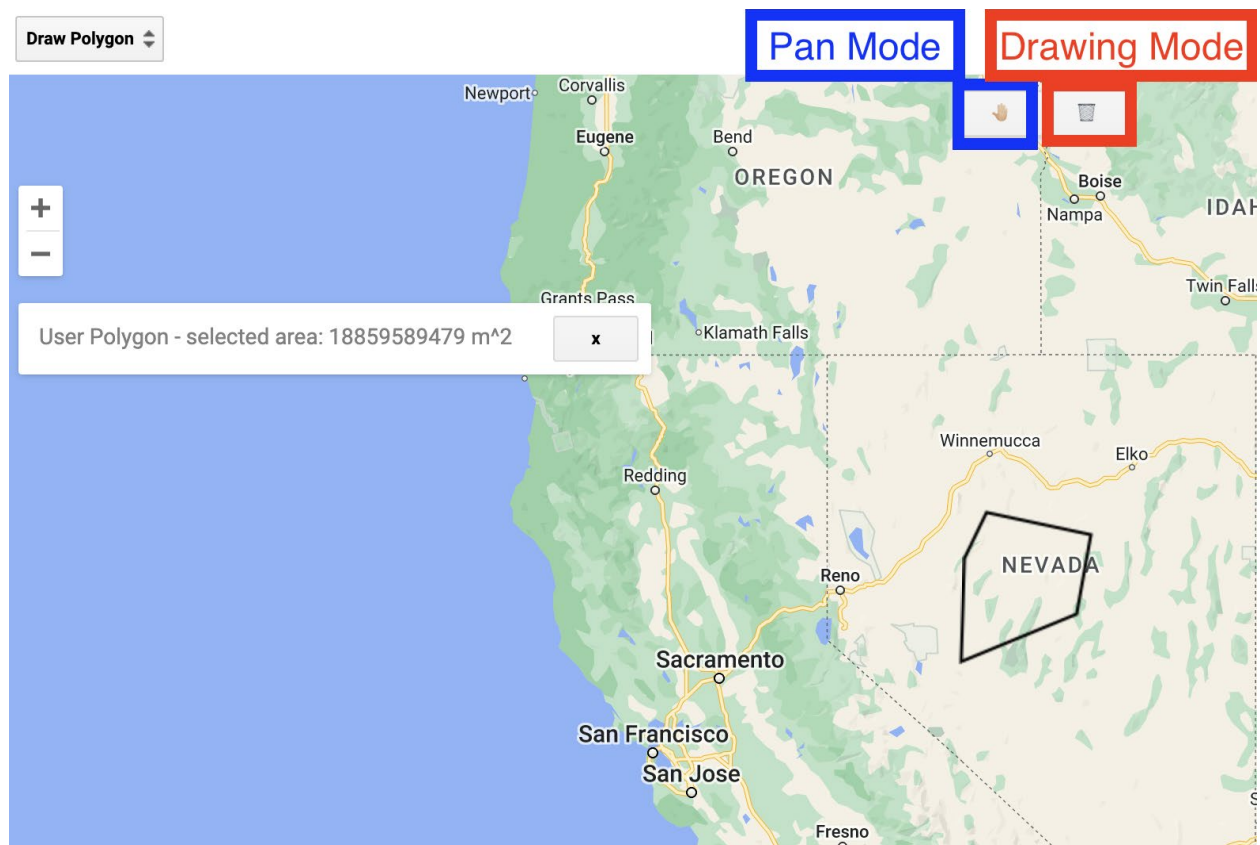 Draw Polygon
Pan Mode
Drawing Mode
Newport
Corvallis
Eugene
Bend
OREGON
Boise
Nampa
IDAH
Twin Falls
Grants Pass
Klamath Falls
User Polygon - selected area: 18859589479 m^2
x
Winnemucca
Elko
Redding
NEVADA
Reno
Sacramento
San Francisco
San Jose
Fresno